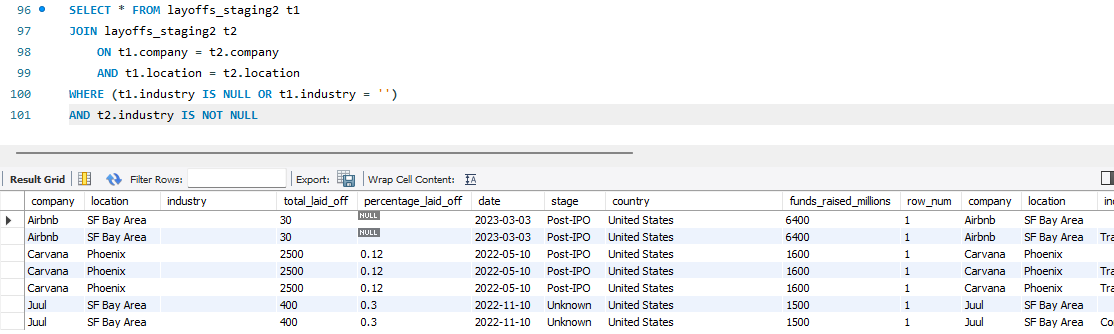 96 SELECT * FROM layoffs_staging2 t1
97 JOIN layoffs_staging2 t2
98 ON t1.company = t2.company
99 AND t1.location = t2.location
100 WHERE (t1.industry IS NULL OR t1.industry = '')
101 AND t2.industry IS NOT NULL
Result Grid Filter Rows: Export: Wrap Cell Content:
company location industry total_laid_off percentage_laid_off date stage country funds_raised_millions row_num company location in
Airbnb SF Bay Area 30 NULL 2023-03-03 Post-IPO United States 6400 1 Airbnb SF Bay Area
Airbnb SF Bay Area 30 NULL 2023-03-03 Post-IPO United States 6400 1 Airbnb SF Bay Area Tra
Carvana Phoenix 2500 0.12 2022-05-10 Post-IPO United States 1600 1 Carvana Phoenix
Carvana Phoenix 2500 0.12 2022-05-10 Post-IPO United States 1600 1 Carvana Phoenix Tra
Carvana Phoenix 2500 0.12 2022-05-10 Post-IPO United States 1600 1 Carvana Phoenix Tra
Juul SF Bay Area 400 0.3 2022-11-10 Unknown United States 1500 1 Juul SF Bay Area
Juul SF Bay Area 400 0.3 2022-11-10 Unknown United States 1500 1 Juul SF Bay Area Co